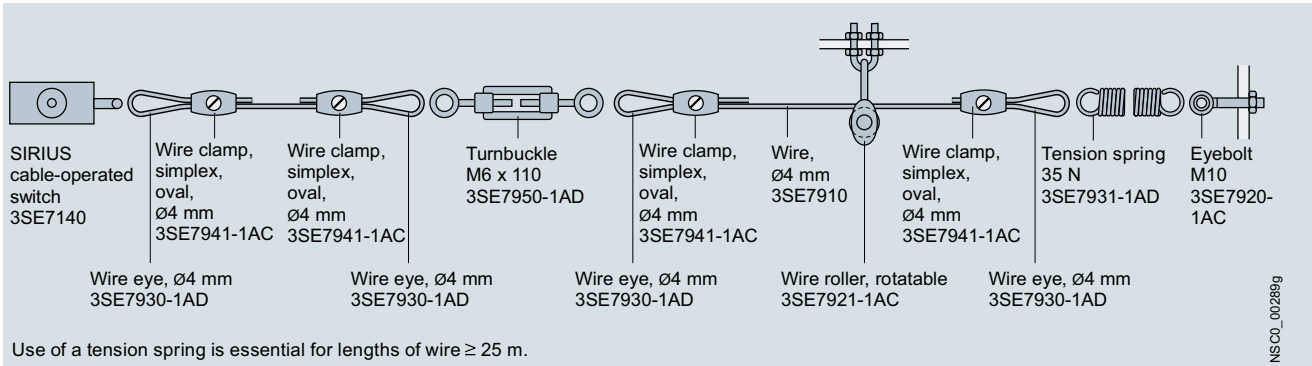 SIRIUS
cable-operated
switch
3SE7140
Wire clamp,
simplex,
oval,
Ø4 mm
3SE7941-1AC
Wire clamp,
simplex,
oval,
Ø4 mm
3SE7941-1AC
Turnbuckle
M6 x 110
3SE7950-1AD
Wire clamp,
simplex,
oval,
Ø4 mm
3SE7941-1AC
Wire,
Ø4 mm
3SE7910
Wire clamp,
simplex,
oval,
Ø4 mm
3SE7941-1AC
Tension spring
35 N
3SE7931-1AD
Eyebolt
M10
3SE7920-
1AC
Wire eye, Ø4 mm
3SE7930-1AD
Wire eye, Ø4 mm
3SE7930-1AD
Wire eye, Ø4 mm
3SE7930-1AD
Wire roller, rotatable
3SE7921-1AC
Wire eye, Ø4 mm
3SE7930-1AD
Use of a tension spring is essential for lengths of wire ≥ 25 m.
NSC0_00289g